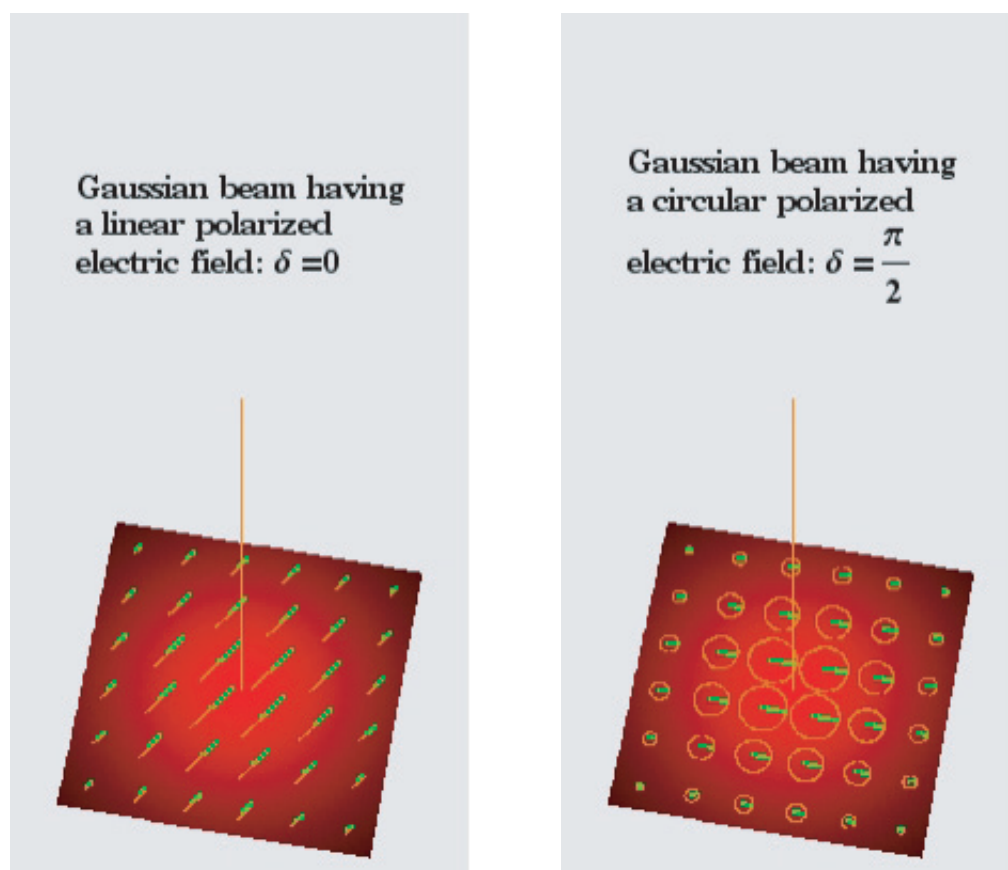 Gaussian beam having
a linear polarized
electric field: δ =0
Gaussian beam having
a circular polarized
electric field: δ = π/2